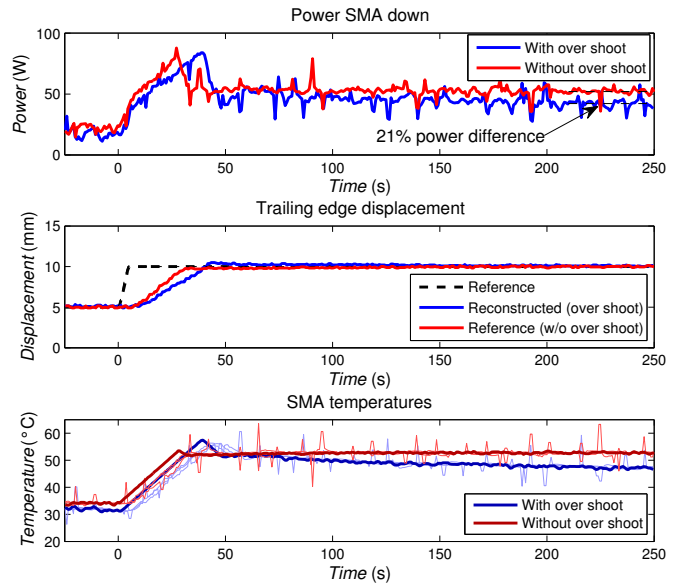 Power SMA down
100
50
0
Power (W)
With over shoot
Without over shoot
21% power difference
0 50 100 150 200 250
Time (s)
Trailing edge displacement
15
10
5
0
Displacement (mm)
Reference
Reconstructed (over shoot)
Reference (w/o over shoot)
0 50 100 150 200 250
Time (s)
SMA temperatures
60
50
40
30
20
Temperature (° C)
With over shoot
Without over shoot
0 50 100 150 200 250
Time (s)